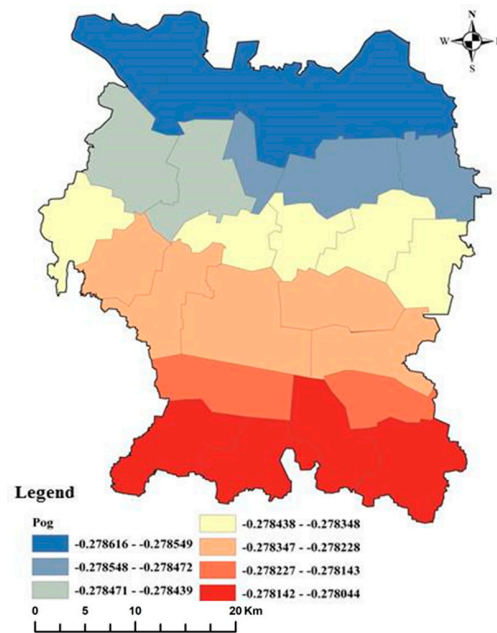 N
W
S
Legend
Pog
-0.278616 - -0.278549
-0.278548 - -0.278472
-0.278471 - -0.278439
-0.278438 - -0.278348
-0.278347 - -0.278228
-0.278227 - -0.278143
-0.278142 - -0.278044
0 5 10 20 Km